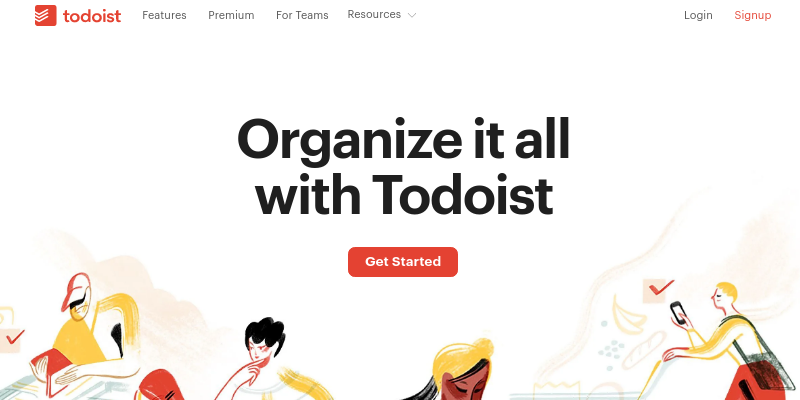 todoist Features Premium For Teams Resources Login Signup
Organize it all
with Todoist
Get Started